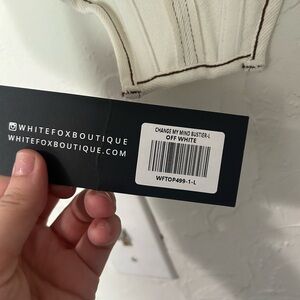 WHITEFOXBOUTIQUE
WHITEFOXBOUTIQUE.COM
CHANGE MY MIND BUSTIER-L
OFF WHITE
WFTOP499-1-L